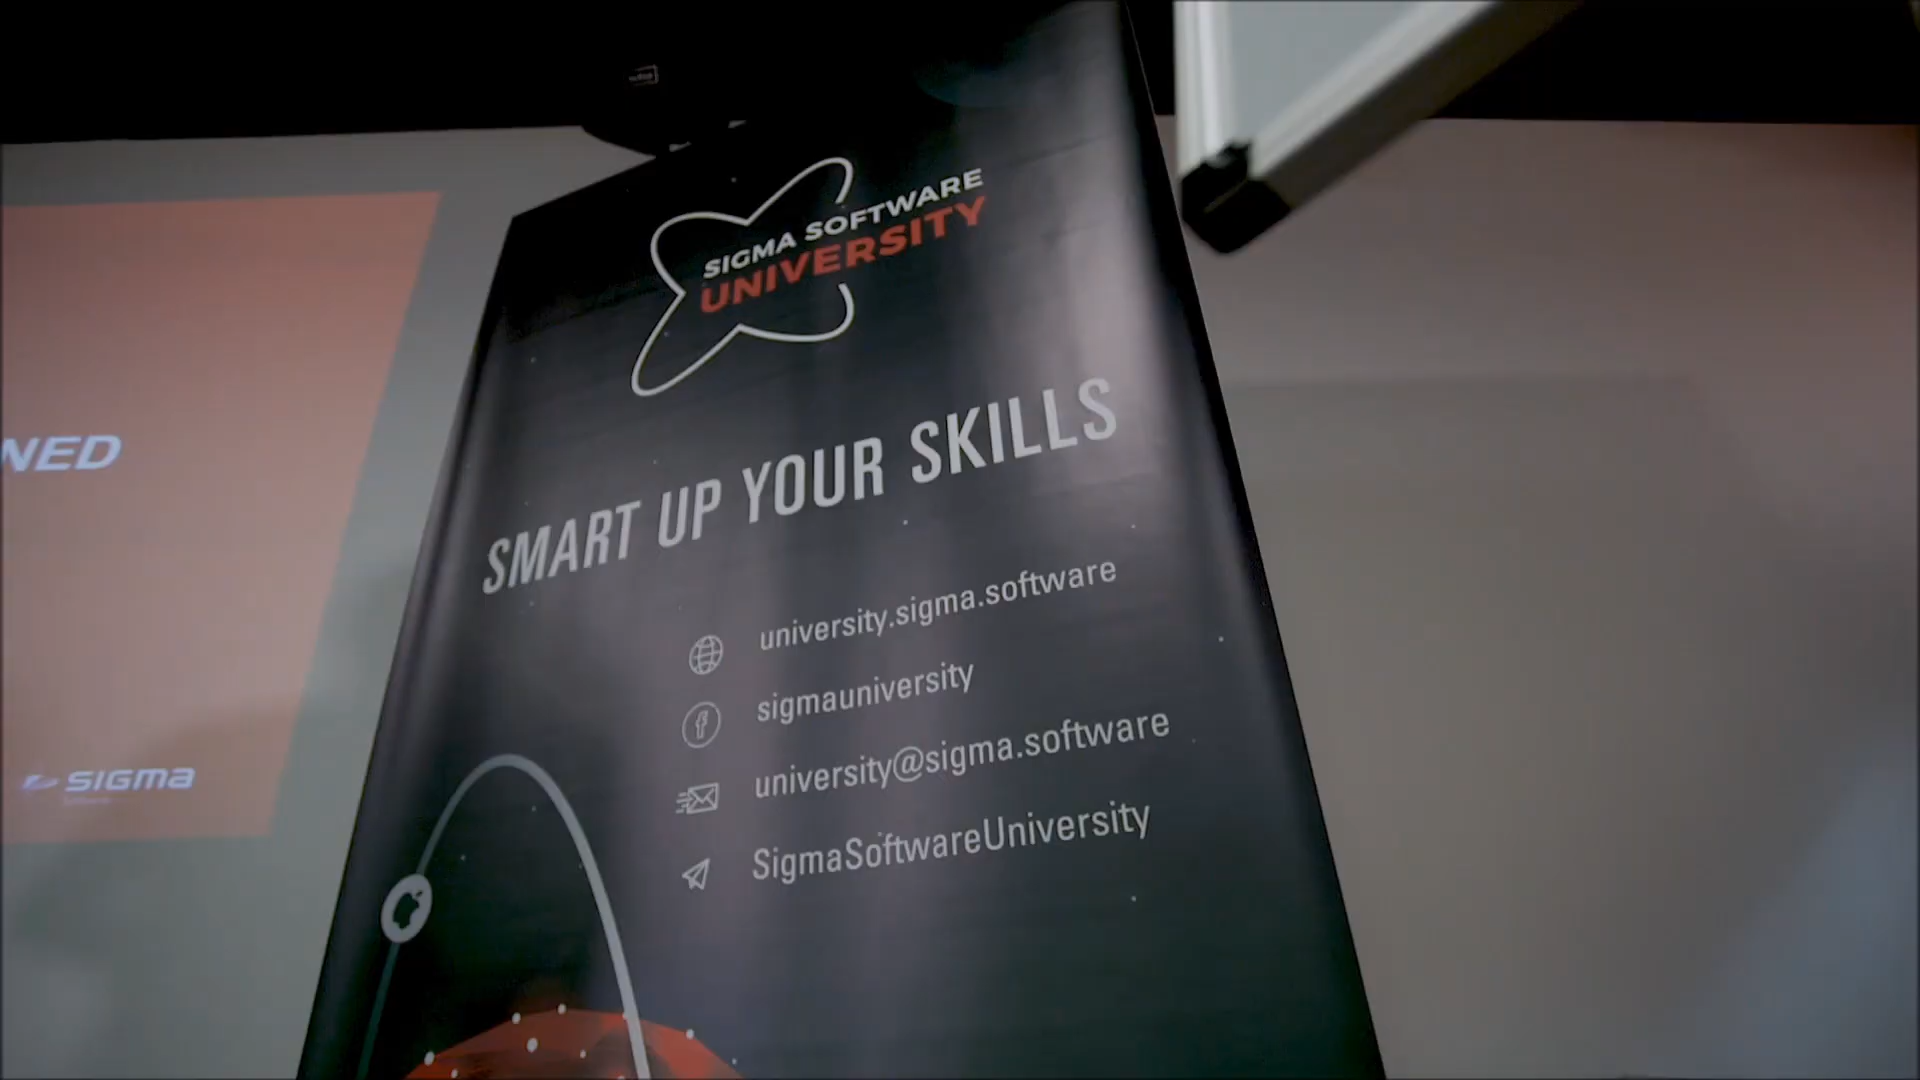 SIGMA SOFTWARE
UNIVERSITY
SMART UP YOUR SKILLS
university.sigma.software
sigmauniversity
university@sigma.software
SigmaSoftwareUniversity
NED
SIGMA